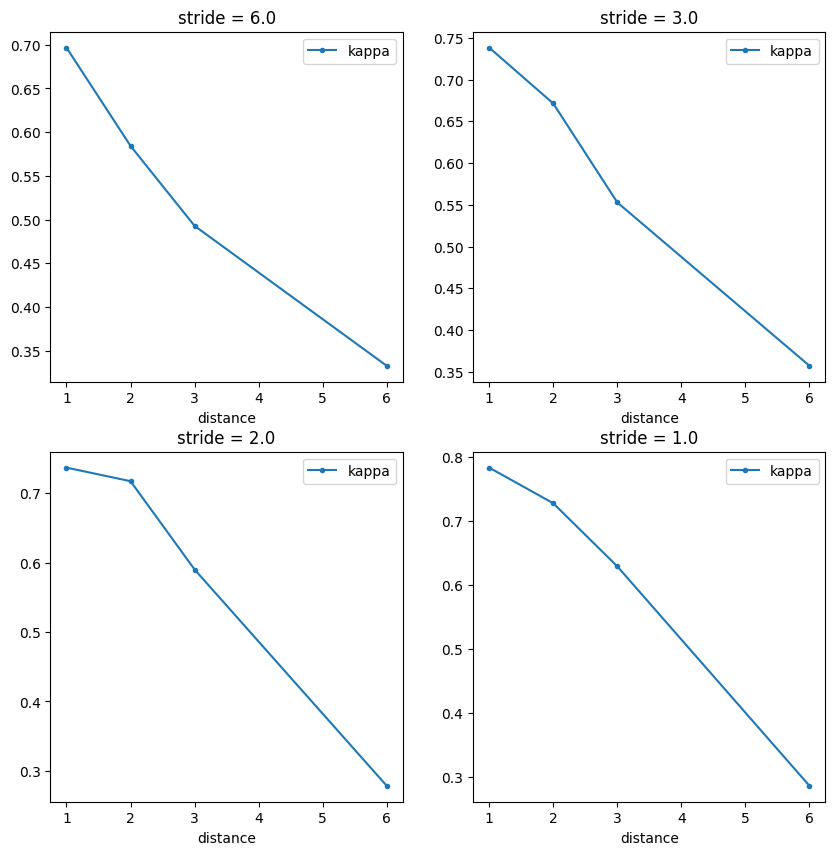 stride = 6.0
kappa
0.70
0.65
0.60
0.55
0.50
0.45
0.40
0.35
1 2 3 4 5 6
distance
stride = 3.0
kappa
0.75
0.70
0.65
0.60
0.55
0.50
0.45
0.40
0.35
1 2 3 4 5 6
distance
stride = 2.0
kappa
0.7
0.6
0.5
0.4
0.3
1 2 3 4 5 6
distance
stride = 1.0
kappa
0.8
0.7
0.6
0.5
0.4
0.3
1 2 3 4 5 6
distance